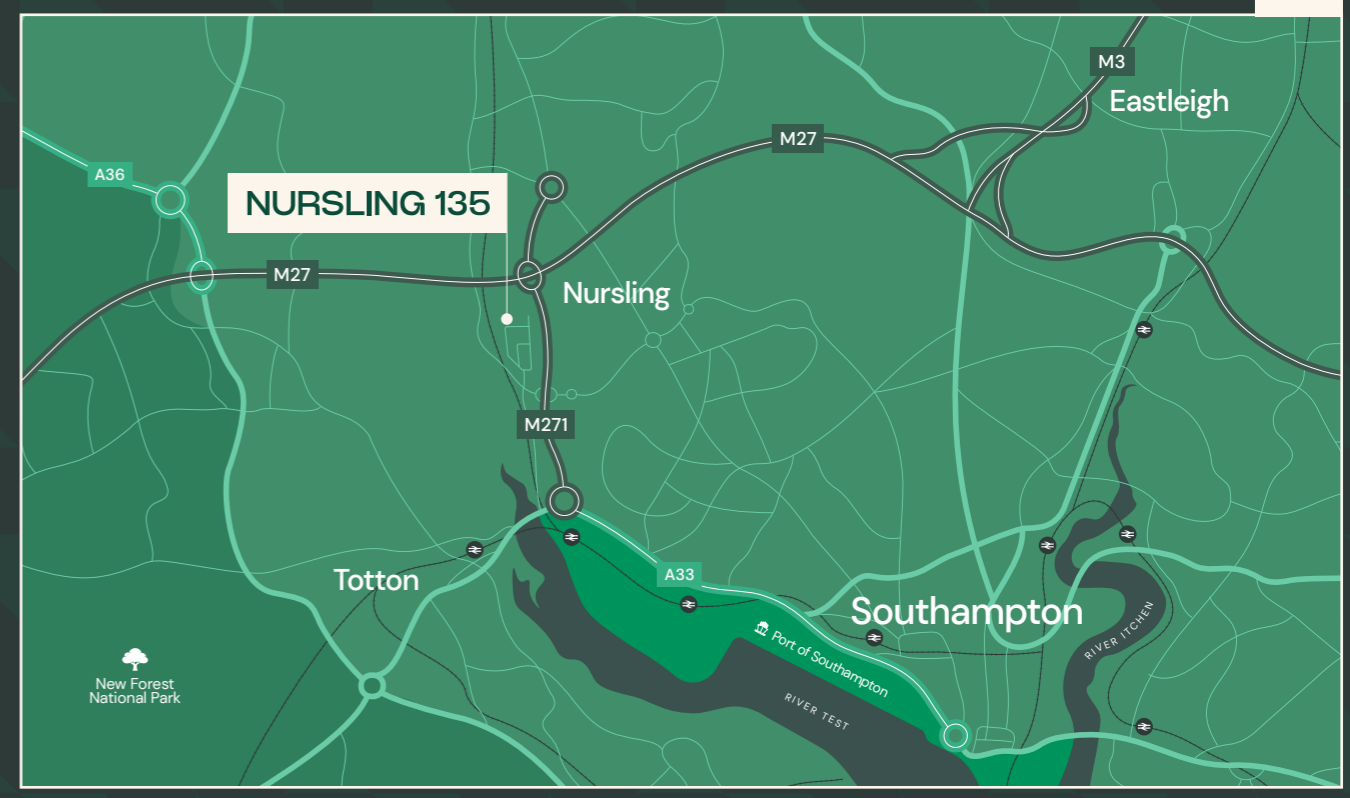 M3
Eastleigh
M27
A36
NURSLING 135
M27
Nursling
M271
A33
Totton
Southampton
Port of Southampton
RIVER ITCHEN
New Forest
National Park
RIVER TEST